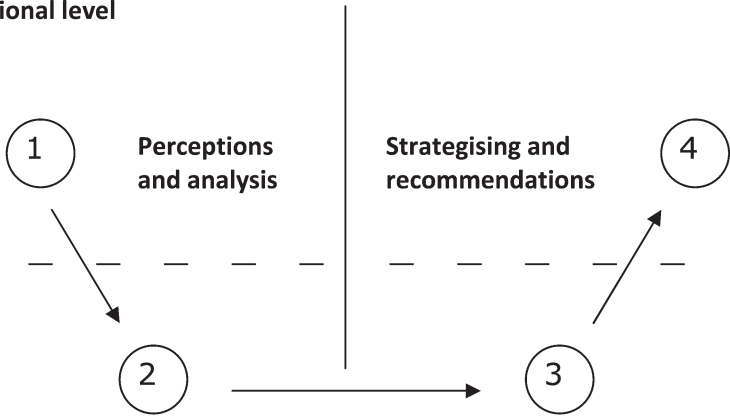 ional level
1
Perceptions
and analysis
Strategising and
recommendations
4
2
3